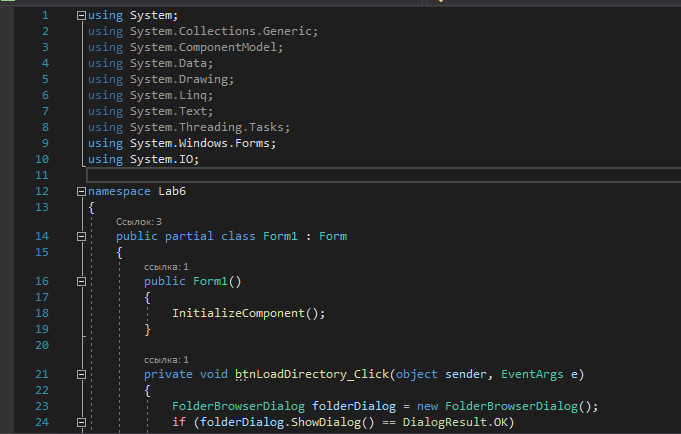 1 using System;
2 using System.Collections.Generic;
3 using System.ComponentModel;
4 using System.Data;
5 using System.Drawing;
6 using System.Linq;
7 using System.Text;
8 using System.Threading.Tasks;
9 using System.Windows.Forms;
10 using System.IO;
11
12 namespace Lab6
13 {
Ссылок: 3
14 public partial class Form1 : Form
15 {
ссылка: 1
16 public Form1()
17 {
18 InitializeComponent();
19 }
20
ссылка: 1
21 private void btnLoadDirectory_Click(object sender, EventArgs e)
22 {
23 FolderBrowserDialog folderDialog = new FolderBrowserDialog();
24 if (folderDialog.ShowDialog() == DialogResult.OK)